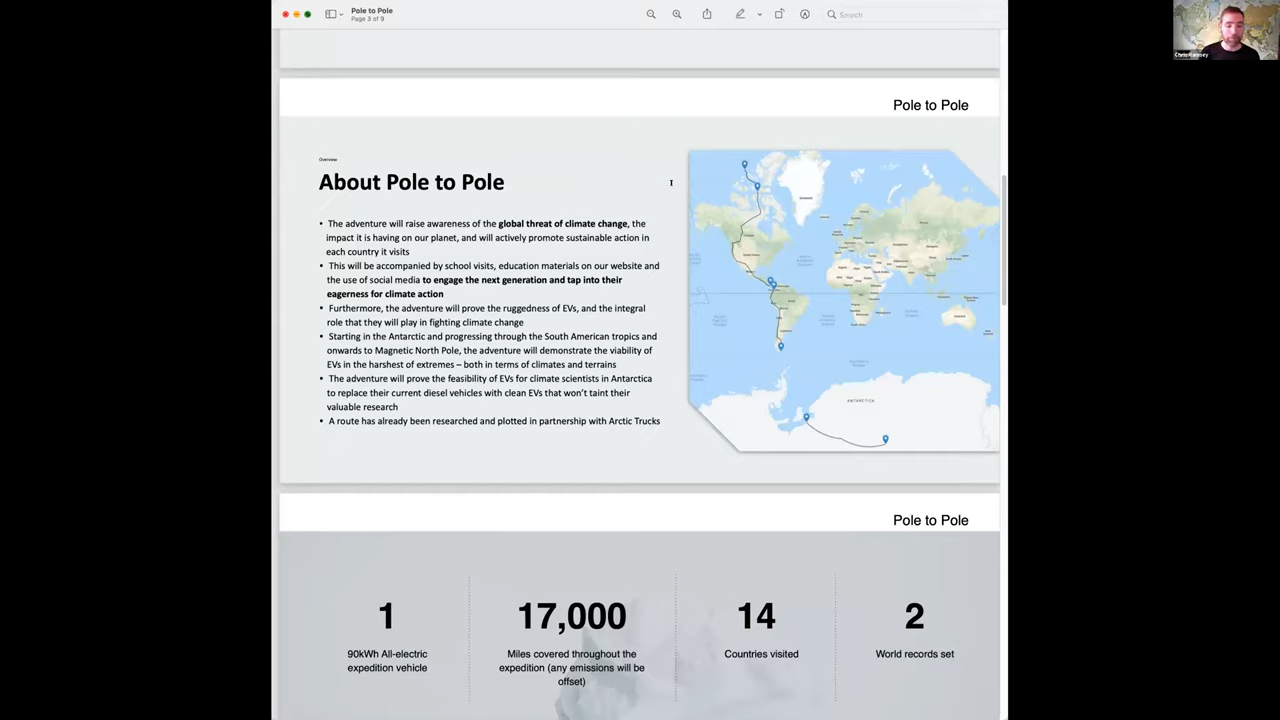 Pole to Pole
Page 3 of 9
Search
Chris Ramsey
Pole to Pole
Overview
About Pole to Pole
• The adventure will raise awareness of the global threat of climate change, the
impact it is having on our planet, and will actively promote sustainable action in
each country it visits
• This will be accompanied by school visits, education materials on our website and
the use of social media to engage the next generation and tap into their
eagerness for climate action
• Furthermore, the adventure will prove the ruggedness of EVs, and the integral
role that they will play in fighting climate change
• Starting in the Antarctic and progressing through the South American tropics and
onwards to Magnetic North Pole, the adventure will demonstrate the viability of
EVs in the harshest of extremes – both in terms of climates and terrains
• The adventure will prove the feasibility of EVs for climate scientists in Antarctica
to replace their current diesel vehicles with clean EVs that won't taint their
valuable research
• A route has already been researched and plotted in partnership with Arctic Trucks
ANTARCTICA
Pole to Pole
1
90kWh All-electric
expedition vehicle
17,000
Miles covered throughout the
expedition (any emissions will be
offset)
14
Countries visited
2
World records set